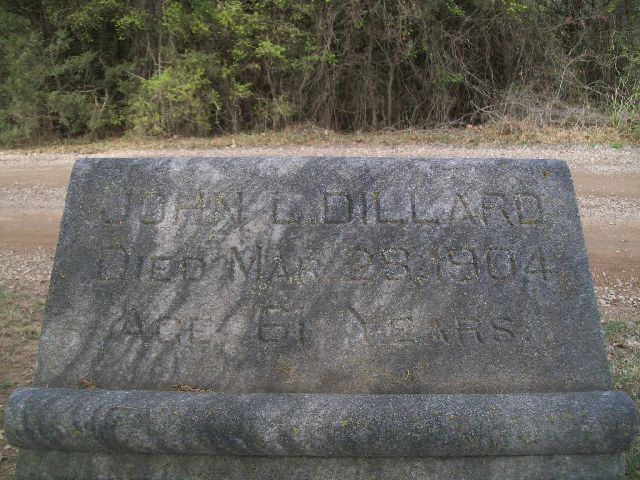 JOHN L. DILLARD
DIED MAR. 28, 1904
AGE 61 YEARS.